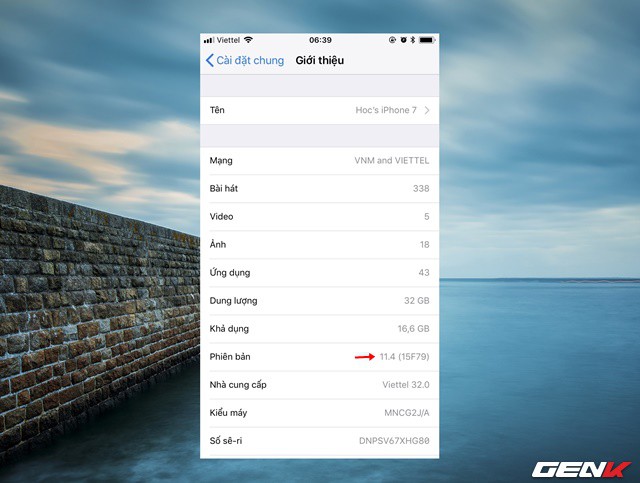 Viettel 06:39
Cài đặt chung Giới thiệu
Tên Hoc's iPhone 7
Mạng VNM and VIETTEL
Bài hát 338
Video 5
Ảnh 18
Ứng dụng 43
Dung lượng 32 GB
Khả dụng 16,6 GB
Phiên bản 11.4 (15F79)
Nhà cung cấp Viettel 32.0
Kiểu máy MNCG2J/A
Số sê-ri DNPSV67XHG80
GENK